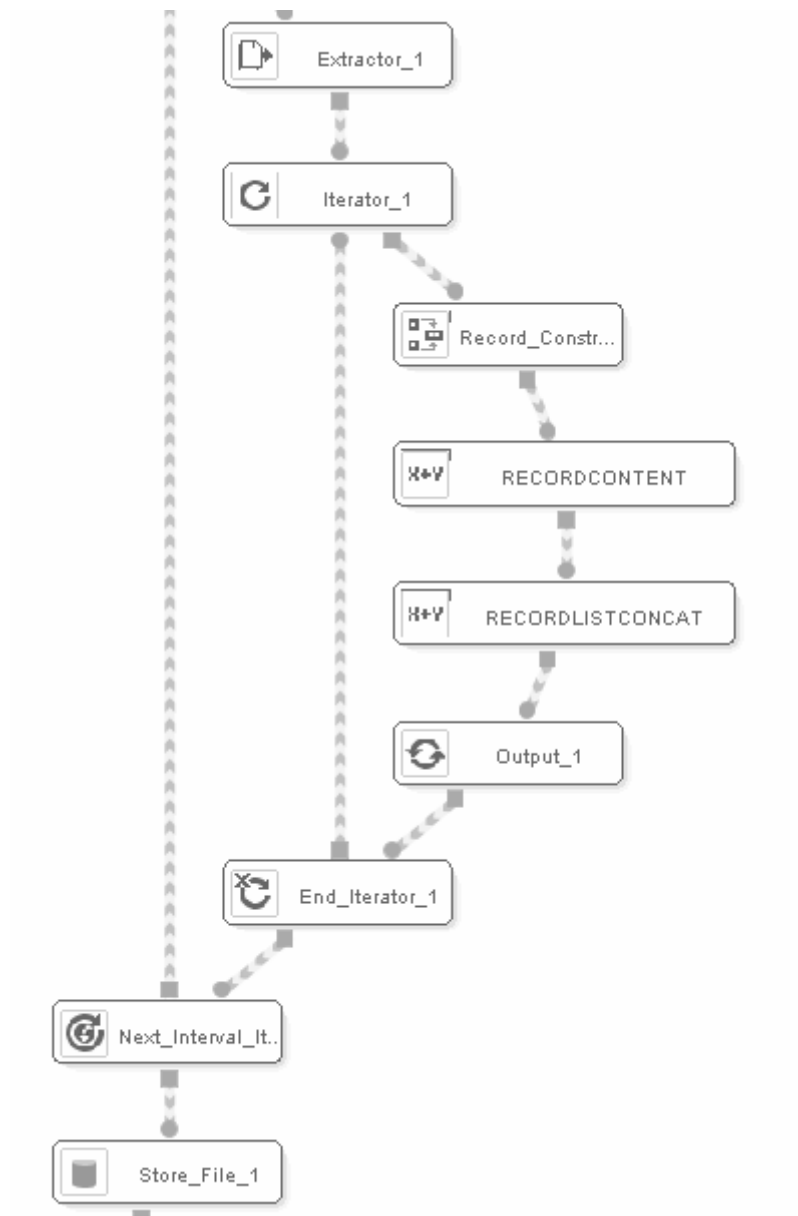 Extractor_1
Iterator_1
Record_Constr...
X+Y RECORDCONTENT
X+Y RECORDLISTCONCAT
Output_1
End_Iterator_1
Next_Interval_It..
Store_File_1